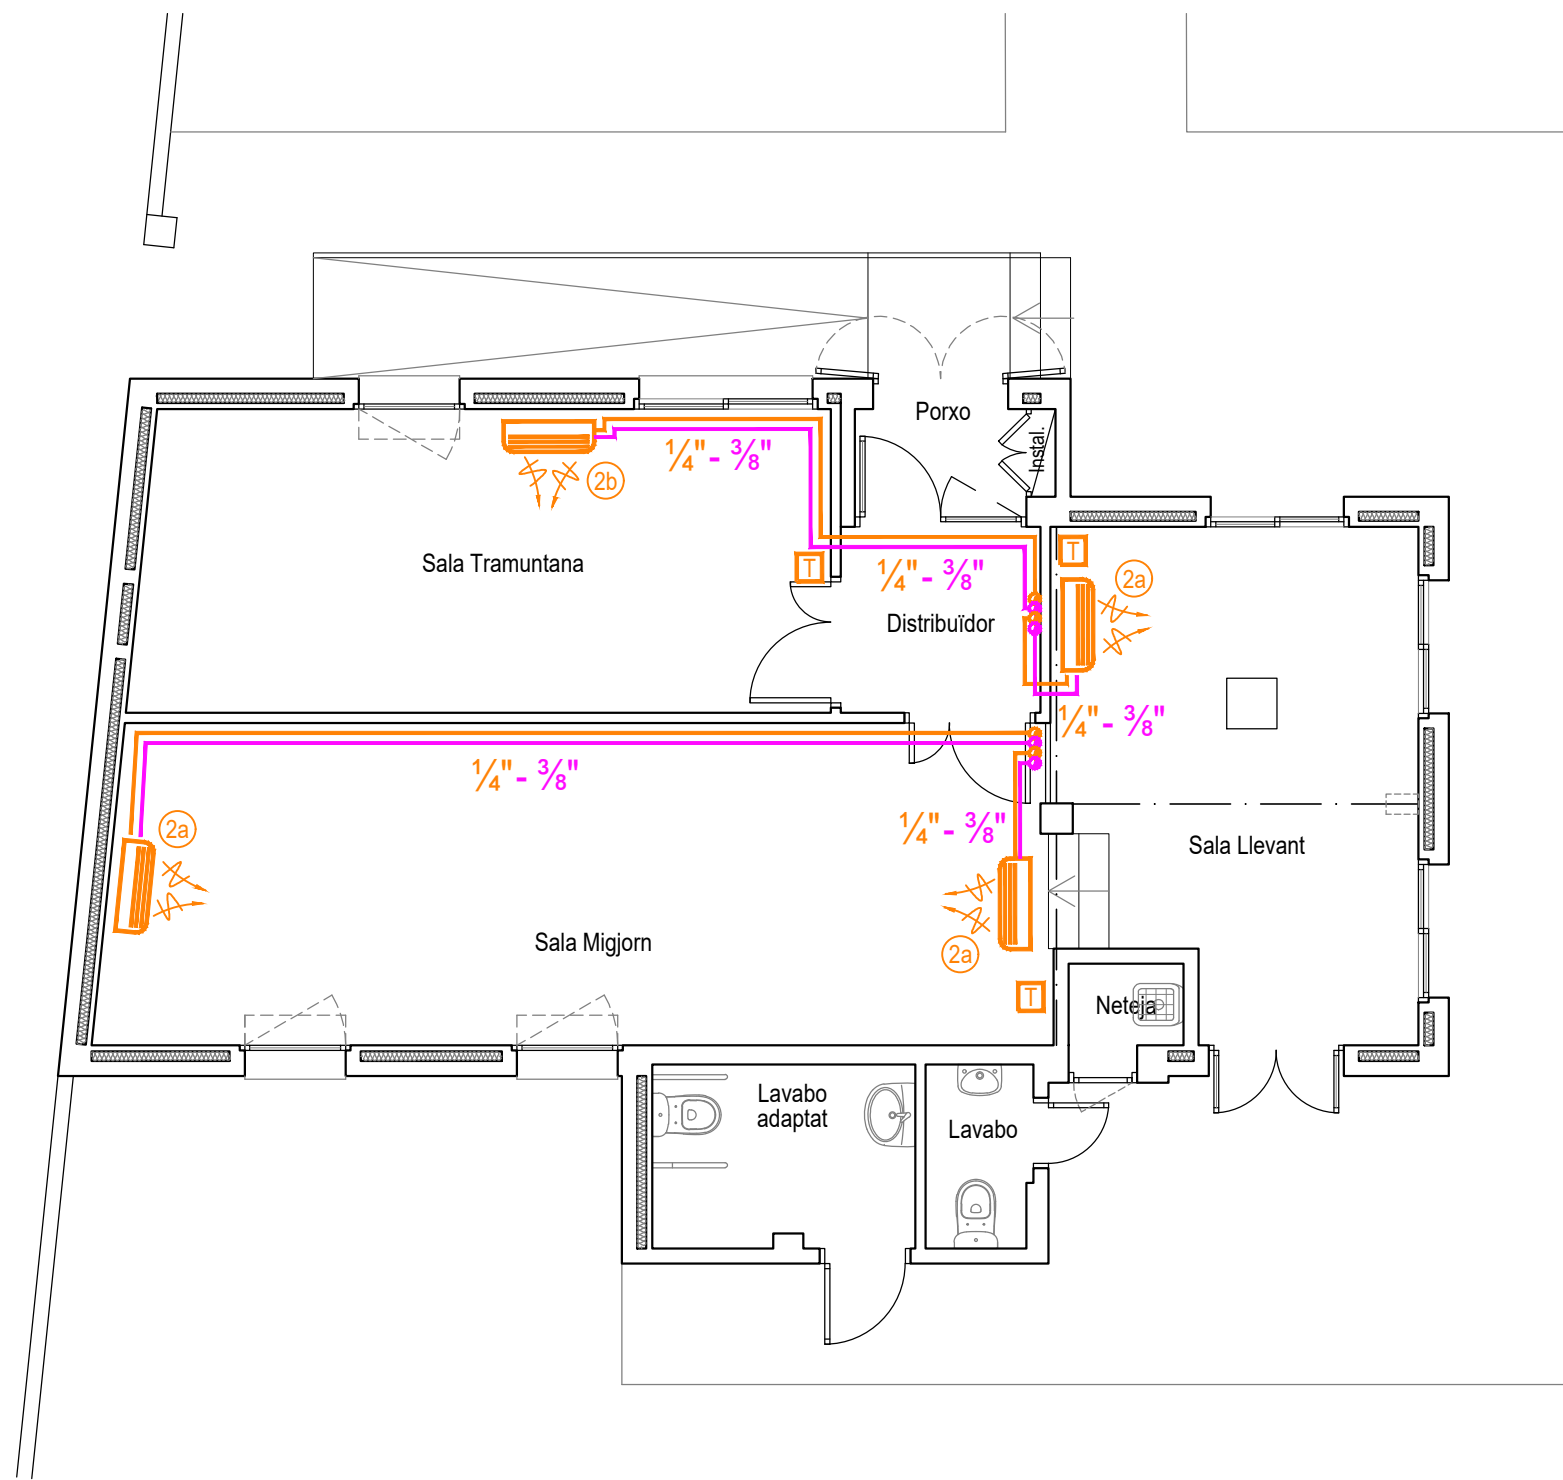 Porxo
Instal.
¼" - ⅜"
2b
Sala Tramuntana
T
¼" - ⅜"
T
2a
Distribuïdor
¼" - ⅜"
¼" - ⅜"
2a
¼" - ⅜"
Sala Llevant
Sala Migjorn
2a
T
Neteja
Lavabo
adaptat
Lavabo